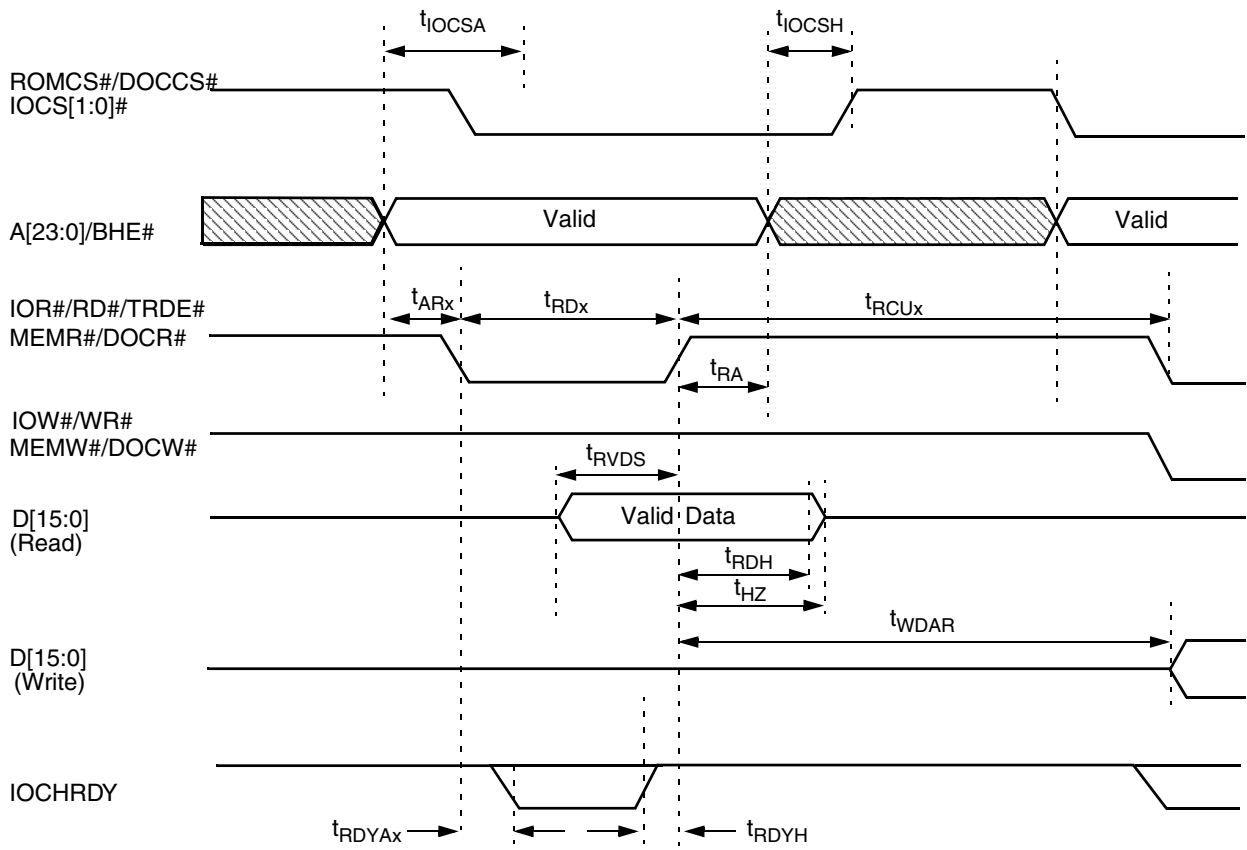 tIOCSA
tIOCSH
ROMCS#/DOCCS#
IOCS[1:0]#
A[23:0]/BHE#
Valid
Valid
IOR#/RD#/TRDE#
MEMR#/DOCR#
tARx
tRDx
tRCUx
tRA
IOW#/WR#
MEMW#/DOCW#
tRVDS
D[15:0]
(Read)
Valid Data
tRDH
tHZ
tWDAR
D[15:0]
(Write)
IOCHRDY
tRDYAx
tRDYH